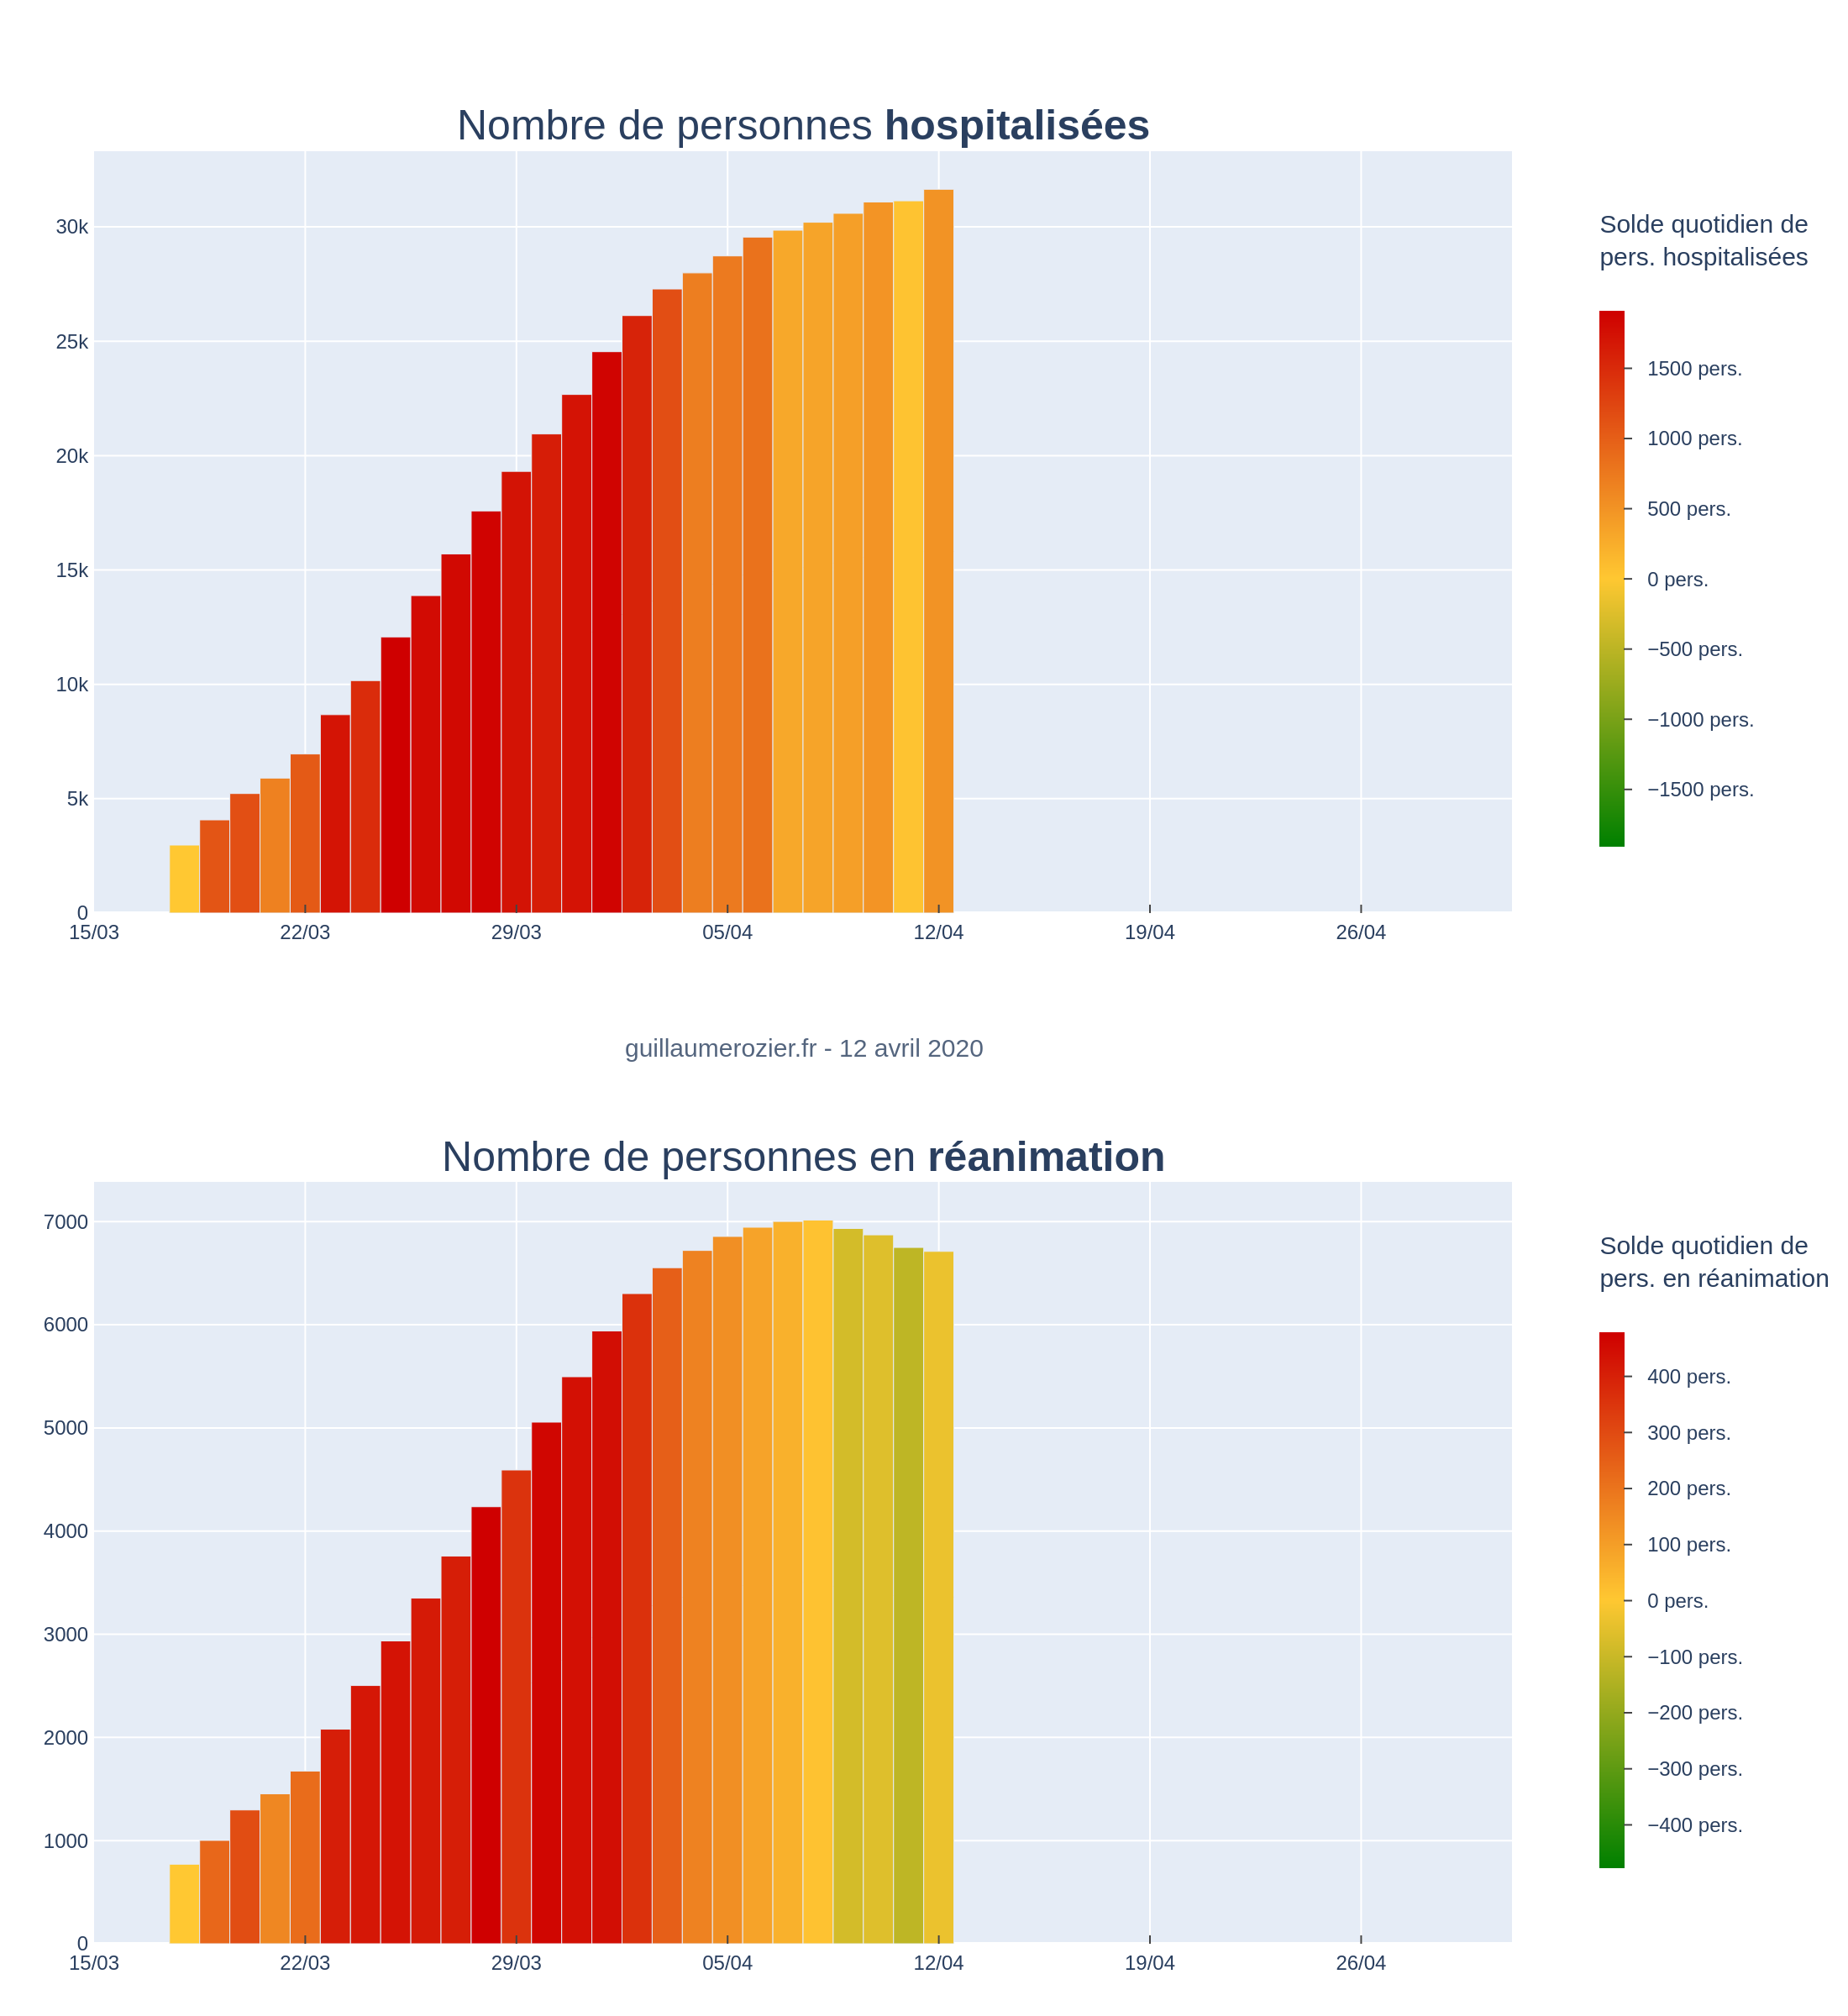 Nombre de personnes hospitalisées
30k
25k
20k
15k
10k
5k
0
15/03 22/03 29/03 05/04 12/04 19/04 26/04
Solde quotidien de
pers. hospitalisées
1500 pers.
1000 pers.
500 pers.
0 pers.
−500 pers.
−1000 pers.
−1500 pers.
guillaumerozier.fr - 12 avril 2020
Nombre de personnes en réanimation
7000
6000
5000
4000
3000
2000
1000
0
15/03 22/03 29/03 05/04 12/04 19/04 26/04
Solde quotidien de
pers. en réanimation
400 pers.
300 pers.
200 pers.
100 pers.
0 pers.
−100 pers.
−200 pers.
−300 pers.
−400 pers.